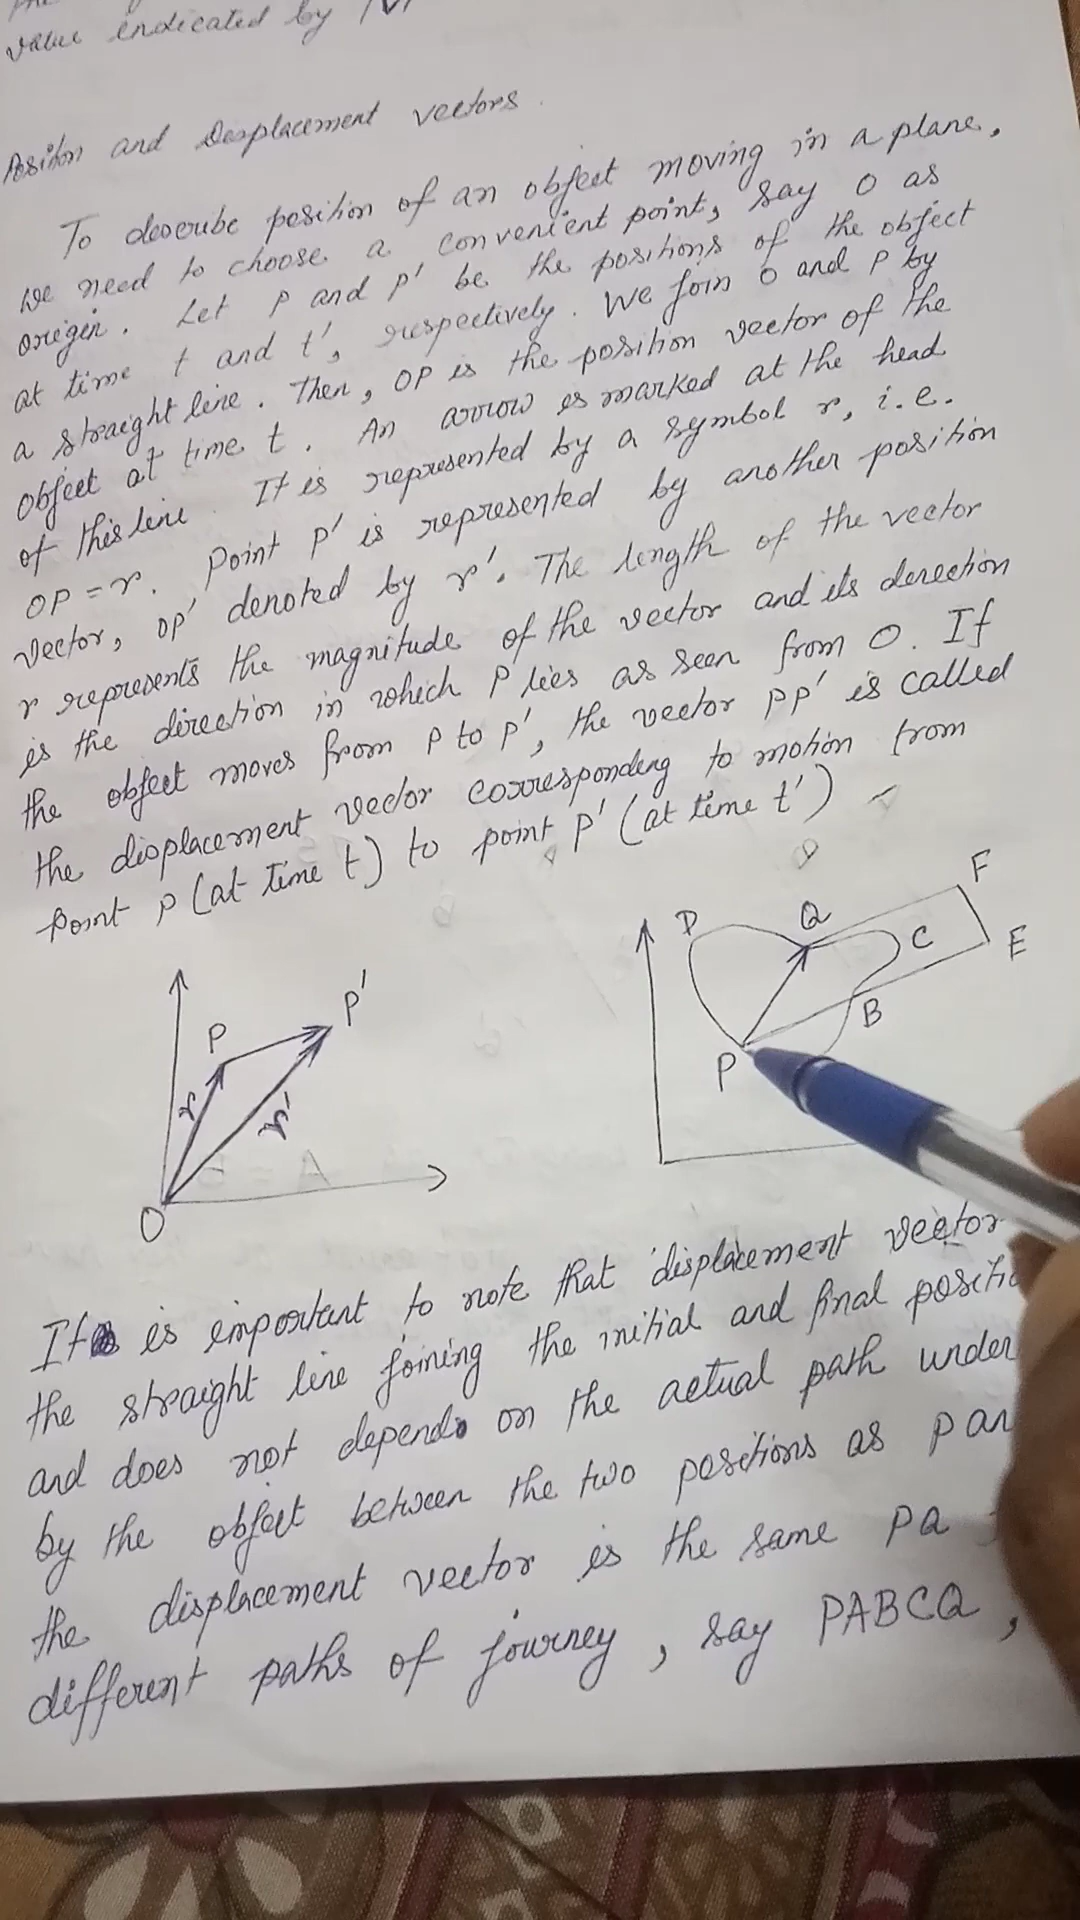 value indicated by |V|
Position and Displacement vectors.
To describe position of an object moving in a plane,
we need to choose a convenient point, say O as
origin. Let P and P' be the positions of the object
at time t and t', respectively. We join O and P by
a straight line. Then, OP is the position vector of the
object at time t. An arrow is marked at the head
of this line. It is represented by a symbol r, i.e.
OP = r. Point P' is represented by another position
vector, OP' denoted by r'. The length of the vector
r represents the magnitude of the vector and its derection
is the direction in which P lies as seen from O. If
the object moves from P to P', the vector PP' is called
the displacement vector corresponding to motion from
point P (at time t) to point P' (at time t')
P
P'
r
r'
O
D
Q
F
C
E
B
P
It is important to note that displacement vector
the straight line joining the initial and final positi
and does not depend on the actual path under
by the object between the two positions as P an
the displacement vector is the same PQ
different paths of journey, say PABCQ,